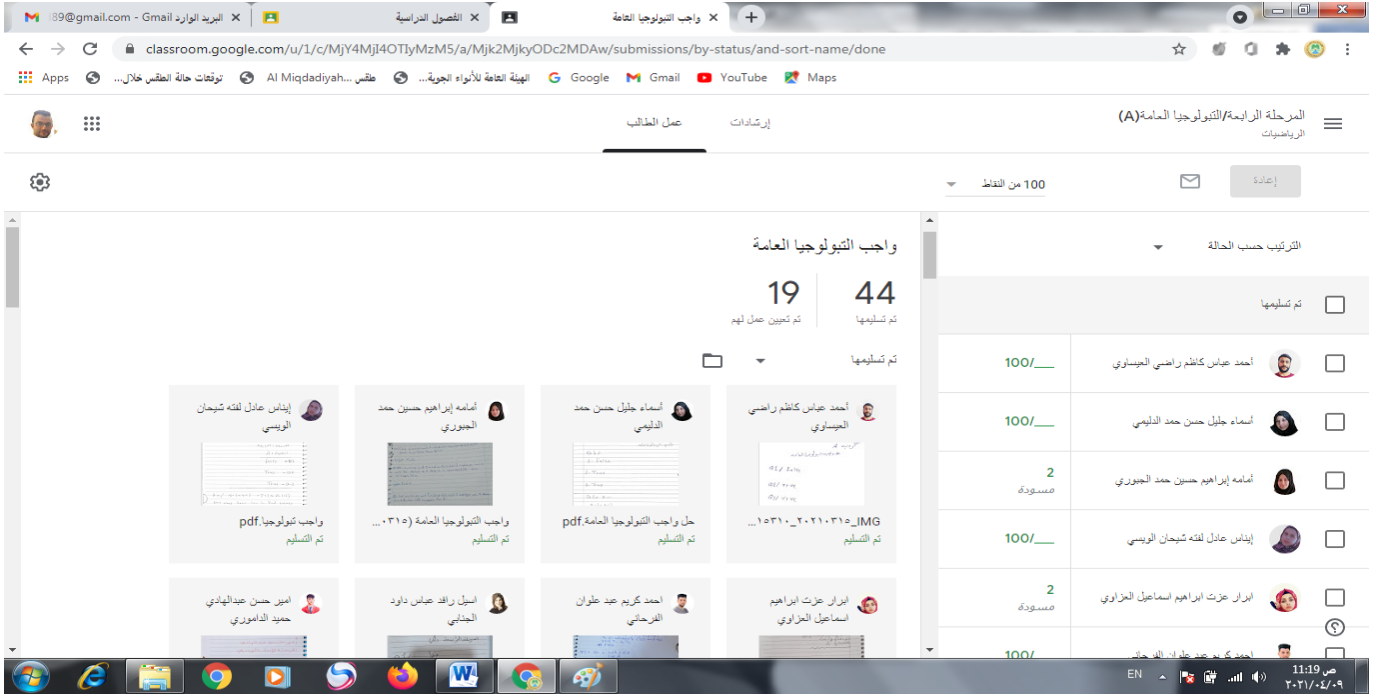 البريد الوارد 89@gmail.com - Gmail
الفصول الدراسية
واجب التبولوجيا العامة
classroom.google.com/u/1/c/MjY4MjI4OTIyMzM5/a/Mjk2MjkyODc2MDAw/submissions/by-status/and-sort-name/done
Apps
توقعات حالة الطقس خلال...
طقس Al Miqdadiyah...
الهيئة العامة للأنواء الجوية...
Google
Gmail
YouTube
Maps
المرحلة الرابعة/التبولوجيا العامة(A)
الرياضيات
إرشادات
عمل الطالب
إعادة
100 من النقاط
الترتيب حسب الحالة
تم تسليمها
أحمد عباس كاظم راضي العيساوي
___/100
أسماء جليل حسن حمد الدليمي
___/100
أمامه إبراهيم حسين حمد الجبوري
2
مسودة
إيناس عادل لفته شيحان الويسي
___/100
ابرار عزت ابراهيم اسماعيل العزاوي
2
مسودة
احمد كريم عبد علوان الفرحاني
100/
واجب التبولوجيا العامة
44
تم تسليمها
19
تم تعيين عمل لهم
تم تسليمها
أحمد عباس كاظم راضي
العيساوي
IMG_٢٠٢١٠٣١٥_١٥٣١٠...
تم التسليم
أسماء جليل حسن حمد
الدليمي
حل واجب التبولوجيا العامة.pdf
تم التسليم
أمامه إبراهيم حسين حمد
الجبوري
واجب التبولوجيا العامة (٠٣١٥...
تم التسليم
إيناس عادل لفته شيحان
الويسي
واجب تبولوجيا.pdf
تم التسليم
ابرار عزت ابراهيم
اسماعيل العزاوي
احمد كريم عبد علوان
الفرحاني
اسيل رافد عباس داود
الجنابي
امير حسن عبدالهادي
حميد الداموري
EN
11:19 ص
٢٠٢١/٠٤/٠٩